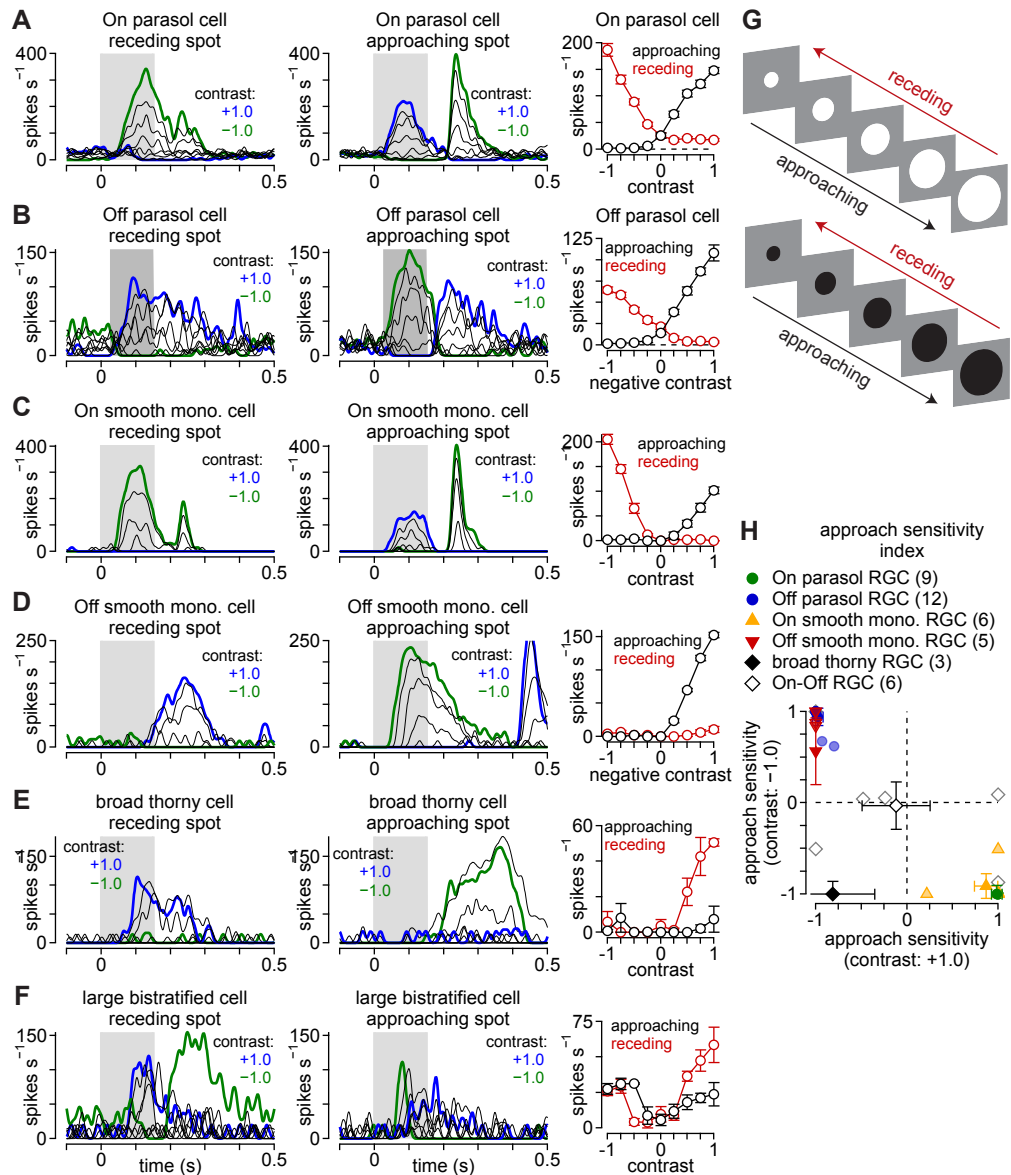 A
On parasol cell
receding spot
spikes s⁻¹
400
0
contrast:
+1.0
−1.0
0
0.5
On parasol cell
approaching spot
spikes s⁻¹
400
0
contrast:
+1.0
−1.0
0
0.5
On parasol cell
spikes s⁻¹
200
0
approaching
receding
-1
0
1
contrast
B
Off parasol cell
receding spot
spikes s⁻¹
150
0
contrast:
+1.0
−1.0
0
0.5
Off parasol cell
approaching spot
spikes s⁻¹
150
0
contrast:
+1.0
−1.0
0
0.5
Off parasol cell
spikes s⁻¹
125
0
approaching
receding
-1
0
1
negative contrast
C
On smooth mono. cell
receding spot
spikes s⁻¹
400
0
contrast:
+1.0
−1.0
0
0.5
On smooth mono. cell
approaching spot
spikes s⁻¹
400
0
contrast:
+1.0
−1.0
0
0.5
spikes s⁻¹
200
0
approaching
receding
-1
0
1
contrast
D
Off smooth mono. cell
receding spot
spikes s⁻¹
250
0
contrast:
+1.0
−1.0
0
0.5
Off smooth mono. cell
approaching spot
spikes s⁻¹
250
0
contrast:
+1.0
−1.0
0
0.5
spikes s⁻¹
150
0
approaching
receding
-1
0
1
negative contrast
E
broad thorny cell
receding spot
spikes s⁻¹
150
0
contrast:
+1.0
−1.0
0
0.5
broad thorny cell
approaching spot
spikes s⁻¹
150
0
contrast:
+1.0
−1.0
0
0.5
spikes s⁻¹
60
0
approaching
receding
-1
0
1
contrast
F
large bistratified cell
receding spot
spikes s⁻¹
150
0
contrast:
+1.0
−1.0
0
0.5
time (s)
large bistratified cell
approaching spot
spikes s⁻¹
150
0
contrast:
+1.0
−1.0
0
0.5
time (s)
spikes s⁻¹
75
0
approaching
receding
-1
0
1
contrast
G
receding
approaching
receding
approaching
H
approach sensitivity
index
On parasol RGC (9)
Off parasol RGC (12)
On smooth mono. RGC (6)
Off smooth mono. RGC (5)
broad thorny RGC (3)
On-Off RGC (6)
approach sensitivity
(contrast: −1.0)
1
0
-1
-1
0
1
approach sensitivity
(contrast: +1.0)